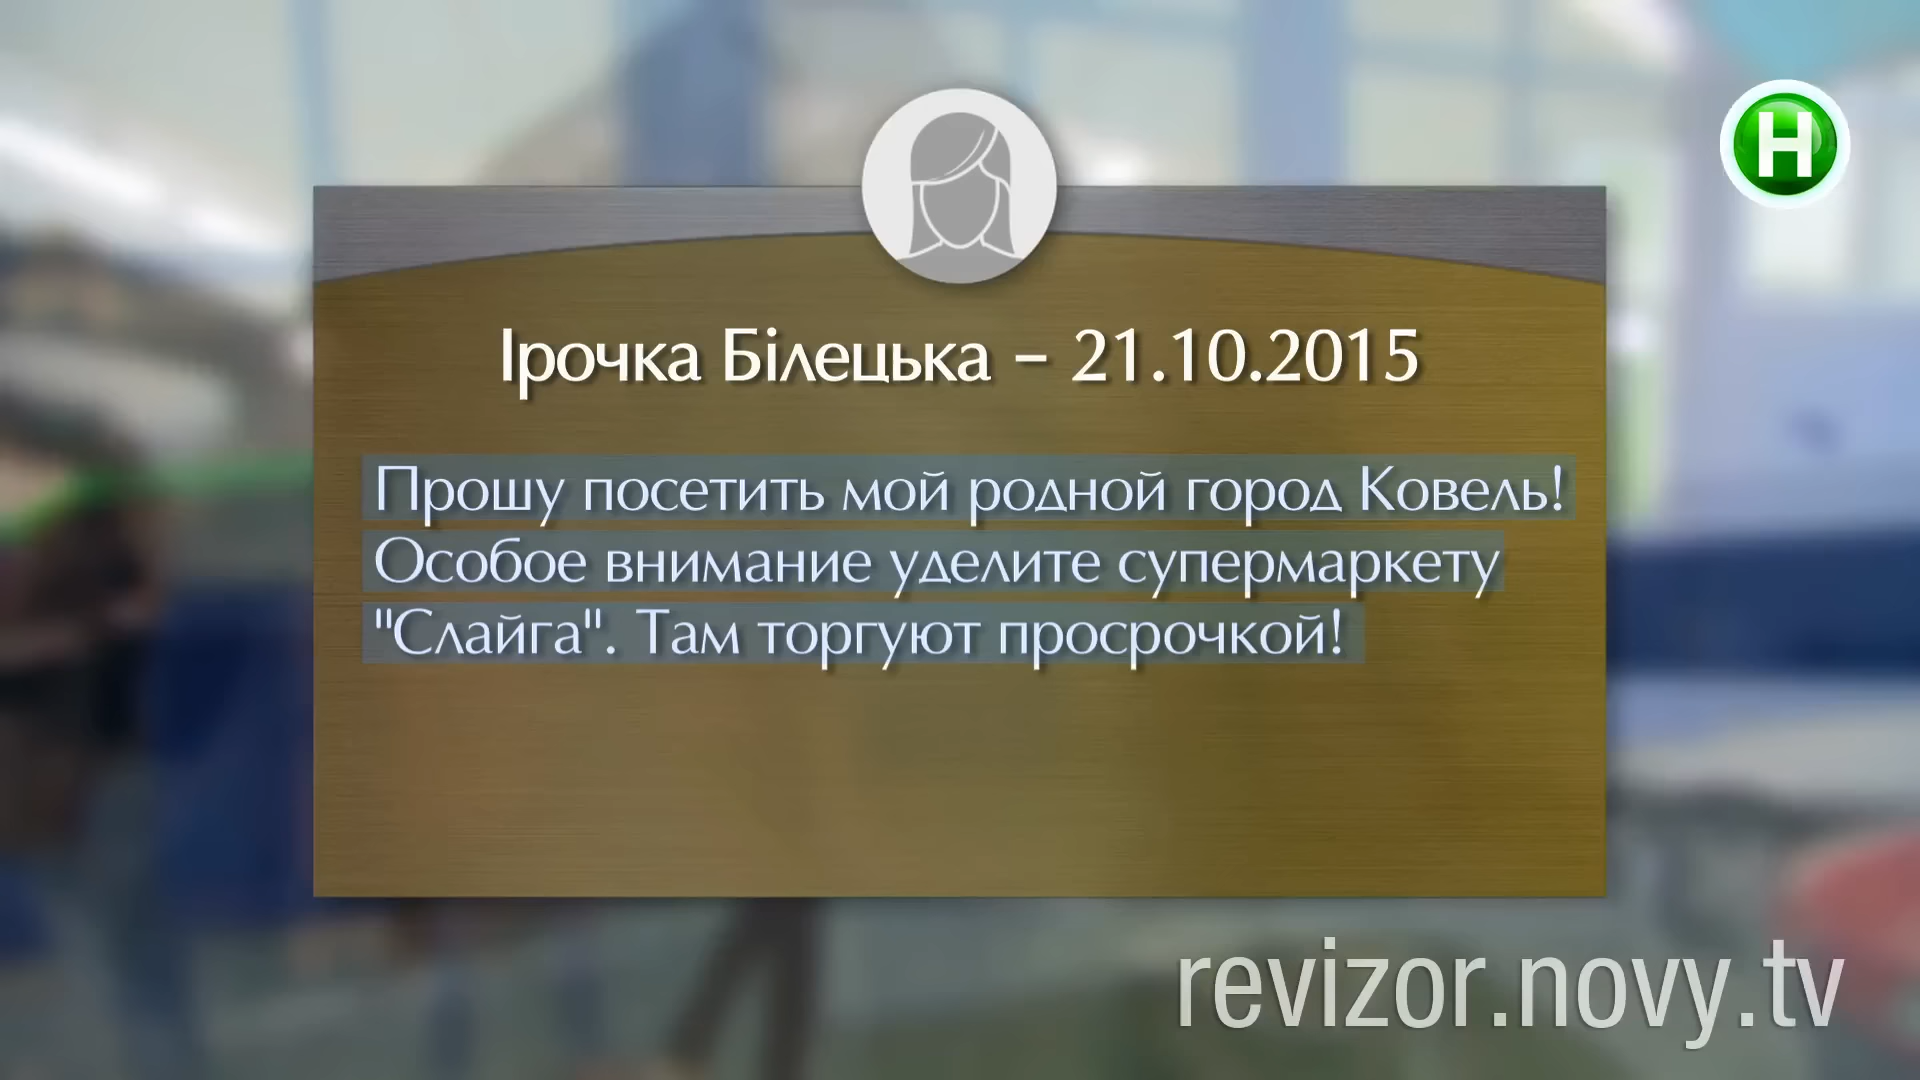 Н
Ірочка Білецька – 21.10.2015
Прошу посетить мой родной город Ковель!
Особое внимание уделите супермаркету
"Слайга". Там торгуют просрочкой!
revizor.novy.tv